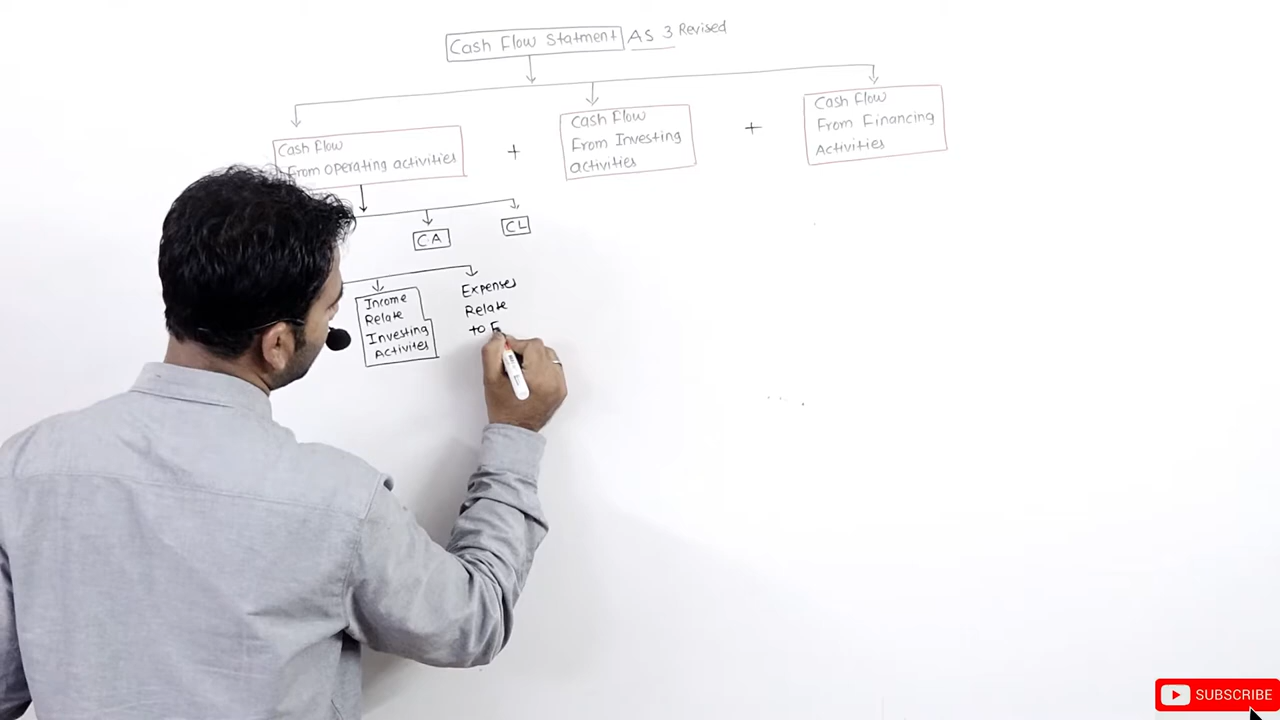 Cash Flow Statment AS 3 Revised
Cash Flow
From operating activities
+
Cash Flow
From Investing
activities
+
Cash Flow
From Financing
Activities
C.A
CL
Income
Relate
Investing
Activites
Expenses
Relate
to F
SUBSCRIBE